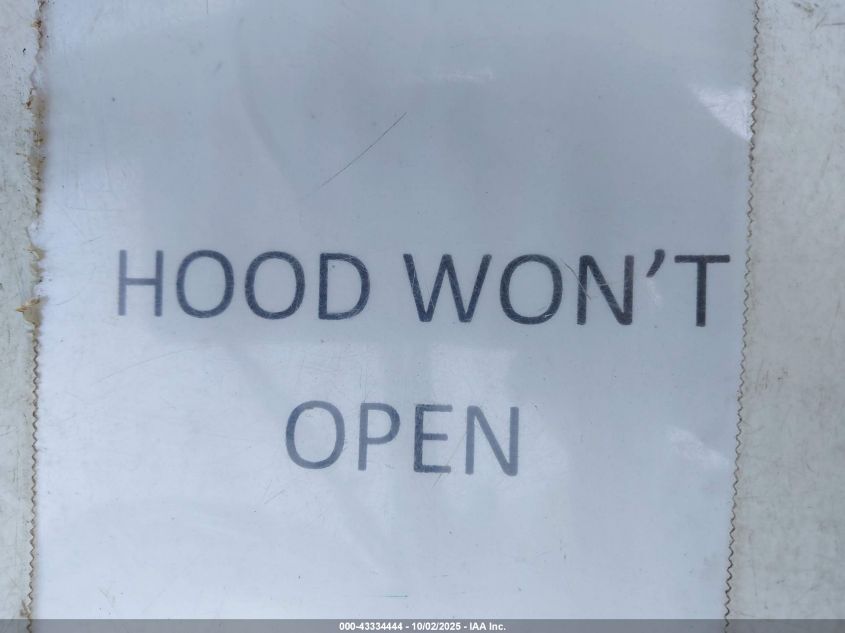 HOOD WON’T
OPEN
000-43334444 - 10/02/2025 - IAA Inc.